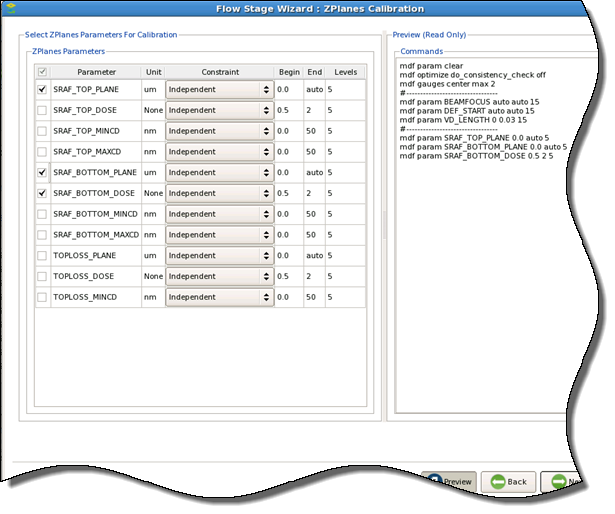 Flow Stage Wizard : ZPlanes Calibration
Select ZPlanes Parameters For Calibration
ZPlanes Parameters
Parameter Unit Constraint Begin End Levels
SRAF_TOP_PLANE um Independent 0.0 auto 5
SRAF_TOP_DOSE None Independent 0.5 2 5
SRAF_TOP_MINCD nm Independent 0.0 50 5
SRAF_TOP_MAXCD nm Independent 0.0 50 5
SRAF_BOTTOM_PLANE um Independent 0.0 auto 5
SRAF_BOTTOM_DOSE None Independent 0.5 2 5
SRAF_BOTTOM_MINCD nm Independent 0.0 50 5
SRAF_BOTTOM_MAXCD nm Independent 0.0 50 5
TOPLOSS_PLANE um Independent 0.0 auto 5
TOPLOSS_DOSE None Independent 0.5 2 5
TOPLOSS_MINCD nm Independent 0.0 50 5
Preview (Read Only)
Commands
mdf param clear
mdf optimize do_consistency_check off
mdf gauges center max 2
#--------------------------------
mdf param BEAMFOCUS auto auto 15
mdf param DEF_START auto auto 15
mdf param VD_LENGTH 0 0.03 15
#--------------------------------
mdf param SRAF_TOP_PLANE 0.0 auto 5
mdf param SRAF_BOTTOM_PLANE 0.0 auto 5
mdf param SRAF_BOTTOM_DOSE 0.5 2 5
Preview Back